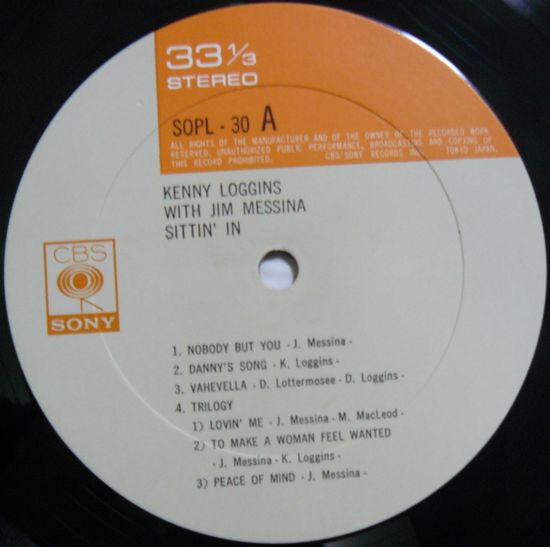 33 1/3
STEREO
SOPL - 30 A
ALL RIGHTS OF THE MANUFACTURER AND OF THE OWNER OF THE RECORDED WORK
RESERVED. UNAUTHORIZED PUBLIC PERFORMANCE, BROADCASTING AND COPYING OF
THIS RECORD PROHIBITED. CBS/SONY RECORDS INC. TOKYO JAPAN.
KENNY LOGGINS
WITH JIM MESSINA
SITTIN' IN
CBS
SONY
1. NOBODY BUT YOU - J. Messina -
2. DANNY'S SONG - K. Loggins -
3. VAHEVELLA - D. Lottermosee - D. Loggins -
4. TRILOGY
1) LOVIN' ME - J. Messina - M. MacLeod -
2) TO MAKE A WOMAN FEEL WANTED
- J. Messina - K. Loggins -
3) PEACE OF MIND - J. Messina -